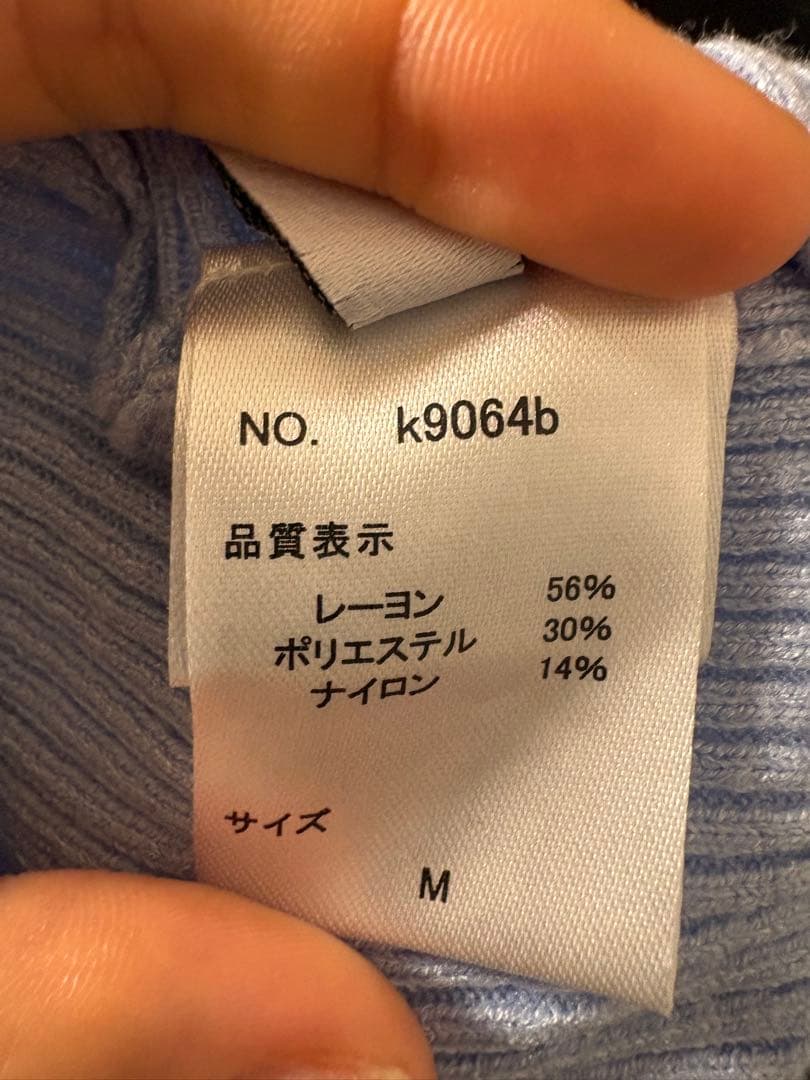 NO. k9064b
品質表示
レーヨン 56%
ポリエステル 30%
ナイロン 14%
サイズ
M